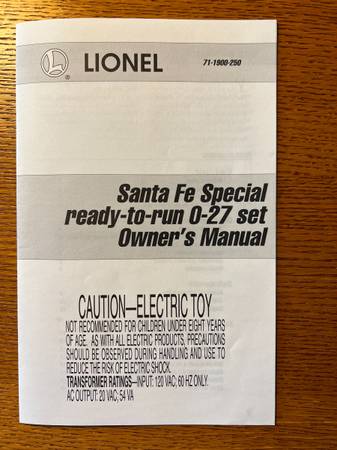 L
®
LIONEL
71-1900-250
Santa Fe Special
ready-to-run 0-27 set
Owner's Manual
CAUTION—ELECTRIC TOY
NOT RECOMMENDED FOR CHILDREN UNDER EIGHT YEARS
OF AGE. AS WITH ALL ELECTRIC PRODUCTS, PRECAUTIONS
SHOULD BE OBSERVED DURING HANDLING AND USE TO
REDUCE THE RISK OF ELECTRIC SHOCK.
TRANSFORMER RATINGS—INPUT: 120 VAC; 60 HZ ONLY.
AC OUTPUT: 20 VAC; 54 VA